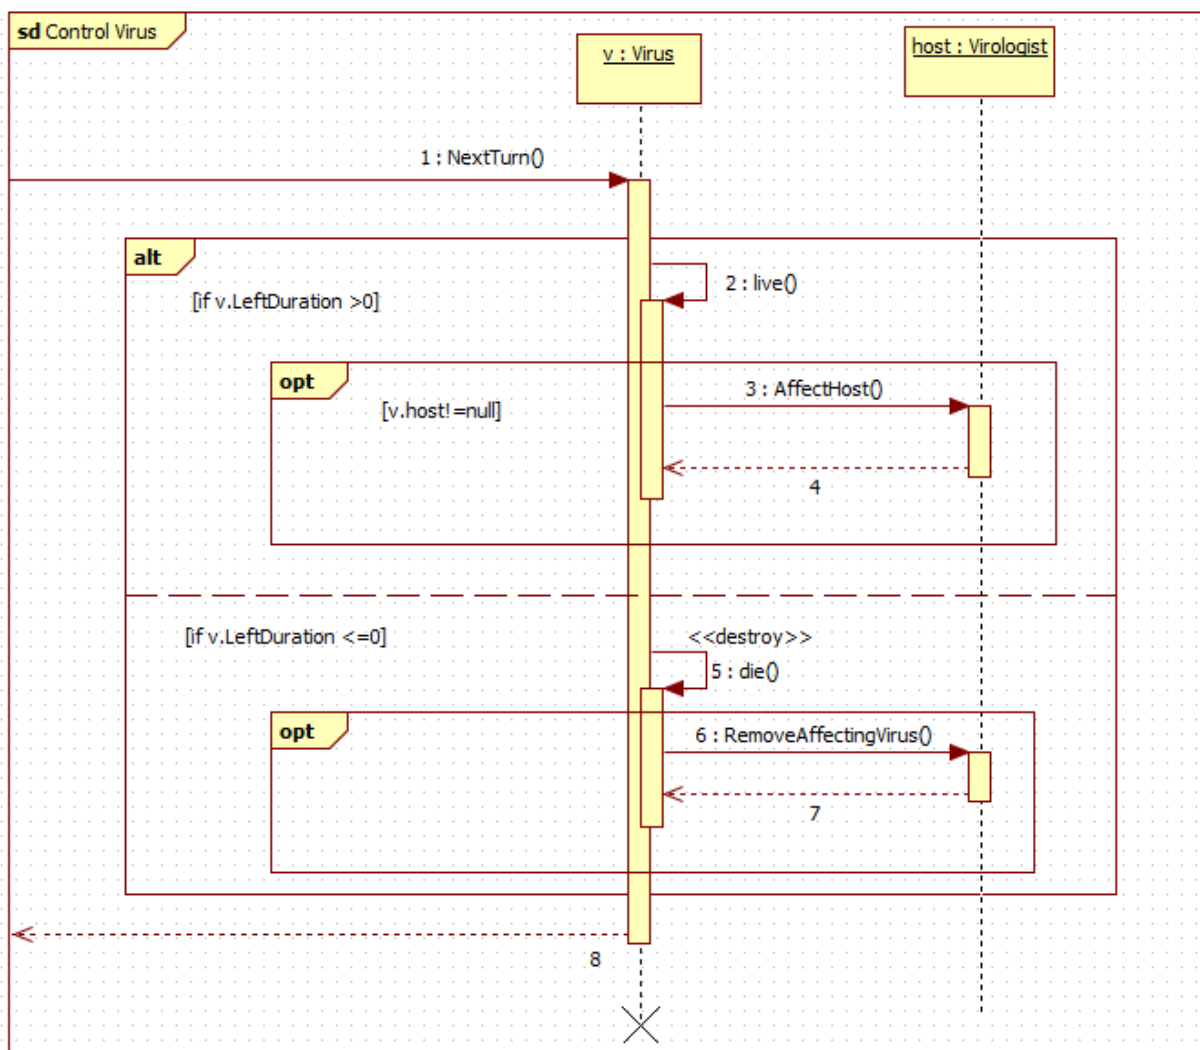 sd Control Virus
v : Virus
host : Virologist
1 : NextTurn()
alt
2 : live()
[if v.LeftDuration >0]
opt
3 : AffectHost()
[v.host!=null]
4
[if v.LeftDuration <=0]
<<destroy>>
5 : die()
opt
6 : RemoveAffectingVirus()
7
8